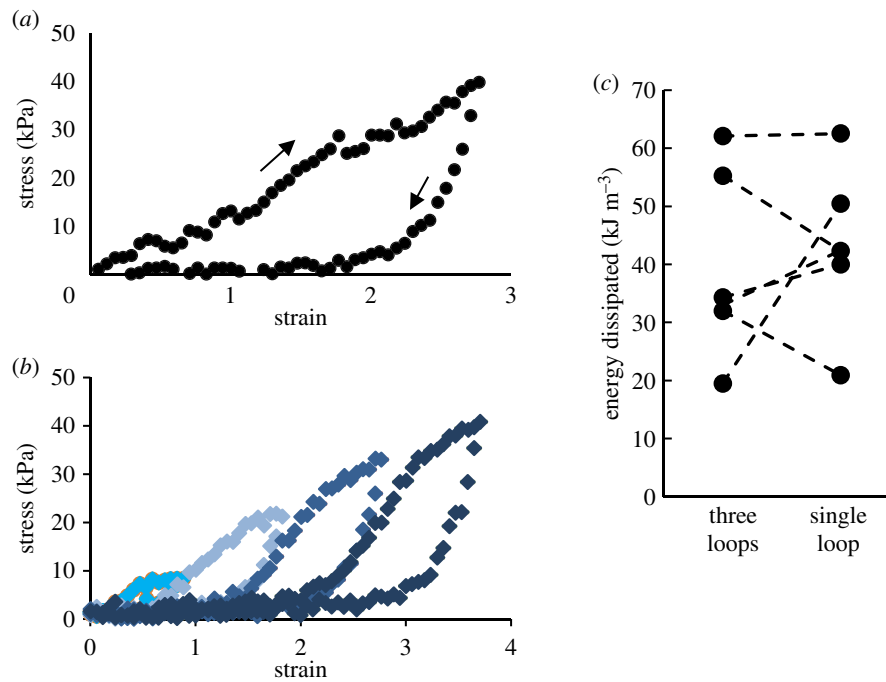 (a)
50
40
30
20
10
0
stress (kPa)
1
2
3
strain
(b)
50
40
30
20
10
0
stress (kPa)
0
1
2
3
4
strain
(c)
70
60
50
40
30
20
10
0
energy dissipated (kJ m⁻³)
three
loops
single
loop